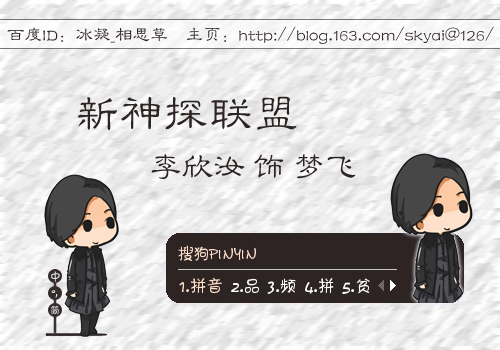 百度ID：冰凝_相思草 主页：http://blog.163.com/skyai@126/
新神探联盟
李欣汝 饰 梦飞
搜狗PINYIN
1.拼音 2.品 3.频 4.拼 5.贫
中
简